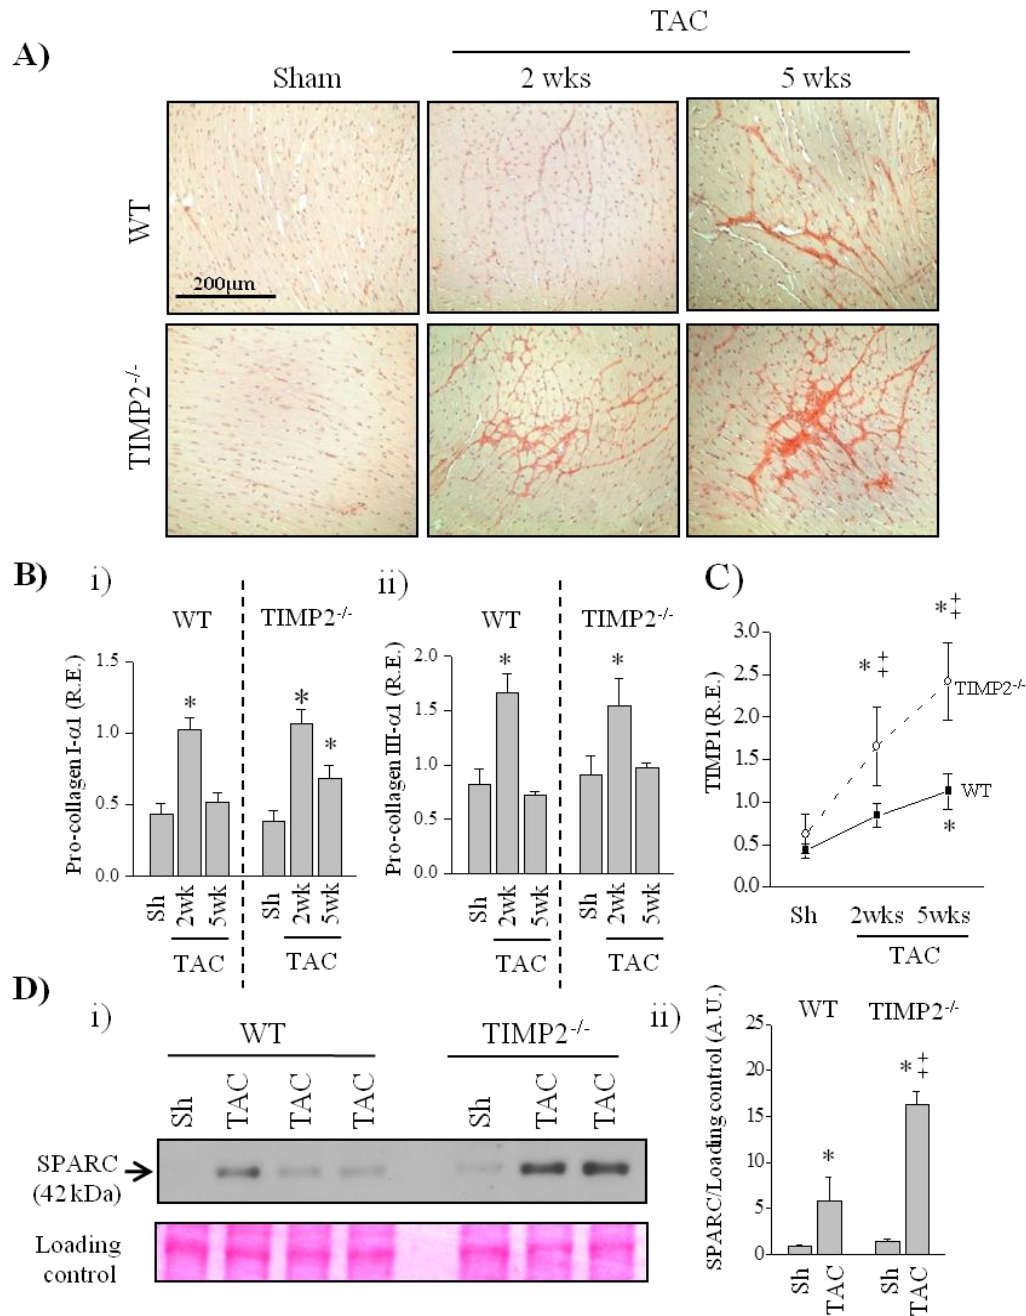 TAC
A)
Sham 2 wks 5 wks
WT
200μm
TIMP2-/-
B) i) ii) C)
WT TIMP2-/-
Pro-collagen I-α1 (R.E.)
1.5
1.0
0.5
0.0
* * *
Sh 2wk 5wk Sh 2wk 5wk
TAC TAC
WT TIMP2-/-
Pro-collagen III-α1 (R.E.)
2.0
1.5
1.0
0.5
0.0
* *
Sh 2wk 5wk Sh 2wk 5wk
TAC TAC
TIMP1 (R.E.)
3.0
2.5
2.0
1.5
1.0
0.5
0.0
*‡
*‡
TIMP2-/-
WT
*
Sh 2wks 5wks
TAC
D)
i) ii)
WT TIMP2-/-
Sh TAC TAC TAC Sh TAC TAC
SPARC
(42 kDa)
Loading
control
SPARC/Loading control (A.U.)
WT TIMP2-/-
25
20
15
10
5
0
* *‡
Sh TAC Sh TAC